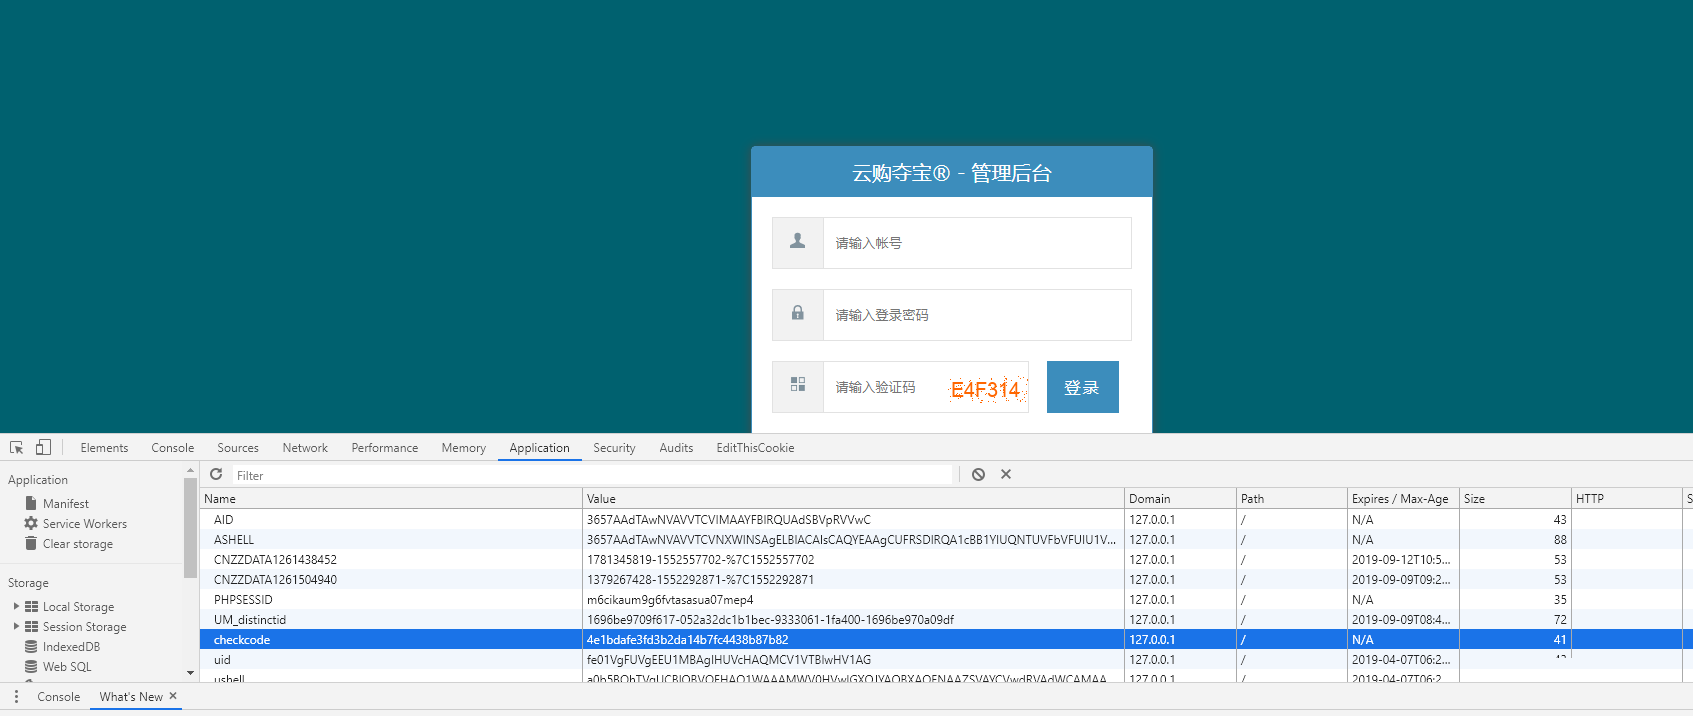 云购夺宝® - 管理后台
请输入帐号
请输入登录密码
请输入验证码 E4F314 登录
Elements Console Sources Network Performance Memory Application Security Audits EditThisCookie
Application
Manifest
Service Workers
Clear storage
Storage
Local Storage
Session Storage
IndexedDB
Web SQL
Filter
Name Value Domain Path Expires / Max-Age Size HTTP S
AID 3657AAdTAwNVAVVTCVIMAAYFBlRQUAdSBVpRVVwC 127.0.0.1 / N/A 43
ASHELL 127.0.0.1 / N/A 88
CNZZDATA1261438452 1781345819-1552557702-%7C1552557702 127.0.0.1 / 2019-09-12T10:5... 53
CNZZDATA1261504940 1379267428-1552292871-%7C1552292871 127.0.0.1 / 2019-09-09T09:2... 53
PHPSESSID m6cikaum9g6fvtasasua07mep4 127.0.0.1 / N/A 35
UM_distinctid 1696be9709f617-052a32dc1b1bec-9333061-1fa400-1696be970a09df 127.0.0.1 / 2019-09-09T08:4... 72
checkcode 4e1bdafe3fd3b2da14b7fc4438b87b82 127.0.0.1 / N/A 41
uid fe01VgFUVgEEU1MBAgIHUVcHAQMCV1VTBlwHV1AG 127.0.0.1 / 2019-04-07T06:2...
ushell 127.0.0.1 / 2019-04-07T06:2
Console What's New